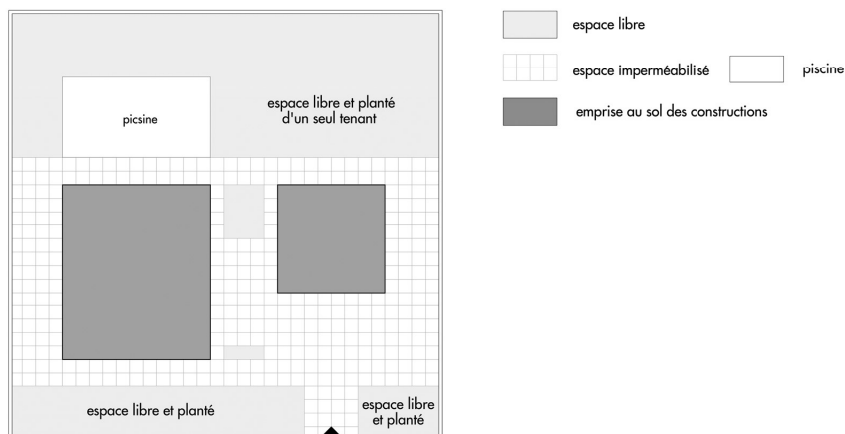 espace libre
espace imperméabilisé
piscine
emprise au sol des constructions
picsine
espace libre et planté
d'un seul tenant
espace libre et planté
espace libre
et planté